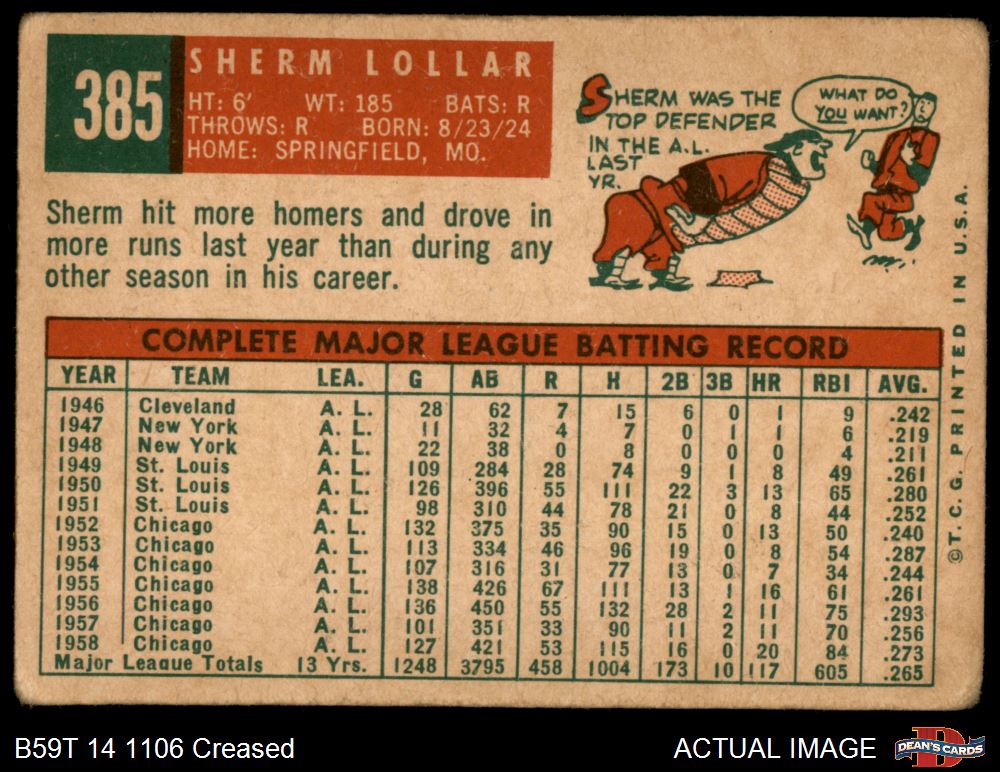 385
SHERM LOLLAR
HT: 6' WT: 185 BATS: R
THROWS: R BORN: 8/23/24
HOME: SPRINGFIELD, MO.
SHERM WAS THE
TOP DEFENDER
IN THE A.L.
LAST
YR.
WHAT DO
YOU WANT?
Sherm hit more homers and drove in
more runs last year than during any
other season in his career.
COMPLETE MAJOR LEAGUE BATTING RECORD
YEAR TEAM LEA. G AB R H 2B 3B HR RBI AVG.
1946 Cleveland A. L. 28 62 7 15 6 0 1 9 .242
1947 New York A. L. 11 32 4 7 0 1 1 6 .219
1948 New York A. L. 22 38 0 8 0 0 0 4 .211
1949 St. Louis A. L. 109 284 28 74 9 1 8 49 .261
1950 St. Louis A. L. 126 396 55 111 22 3 13 65 .280
1951 St. Louis A. L. 98 310 44 78 21 0 8 44 .252
1952 Chicago A. L. 132 375 35 90 15 0 13 50 .240
1953 Chicago A. L. 113 334 46 96 19 0 8 54 .287
1954 Chicago A. L. 107 316 31 77 13 0 7 34 .244
1955 Chicago A. L. 138 426 67 111 13 1 16 61 .261
1956 Chicago A. L. 136 450 55 132 28 2 11 75 .293
1957 Chicago A. L. 101 351 33 90 11 2 11 70 .256
1958 Chicago A. L. 127 421 53 115 16 0 20 84 .273
Major League Totals 13 Yrs. 1248 3795 458 1004 173 10 117 605 .265
©T. C. G. PRINTED IN U.S.A.
B59T 14 1106 Creased
ACTUAL IMAGE
DEAN'S CARDS